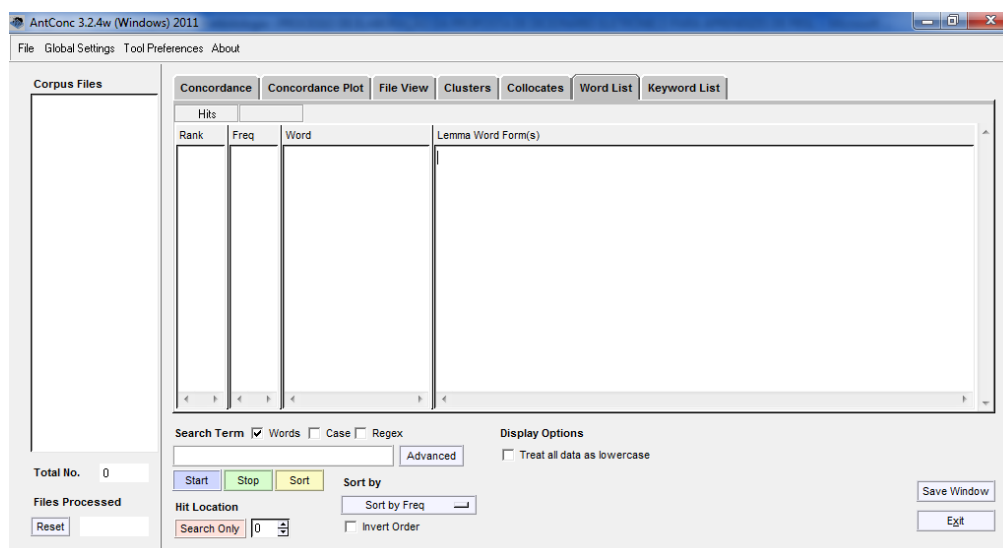 AntConc 3.2.4w (Windows) 2011
File Global Settings Tool Preferences About
Corpus Files
Concordance Concordance Plot File View Clusters Collocates Word List Keyword List
Hits
Rank Freq Word Lemma Word Form(s)
Search Term Words Case Regex Display Options
Advanced Treat all data as lowercase
Total No. 0
Start Stop Sort Sort by
Save Window
Files Processed
Hit Location Sort by Freq
Reset Search Only 0 Invert Order Exit